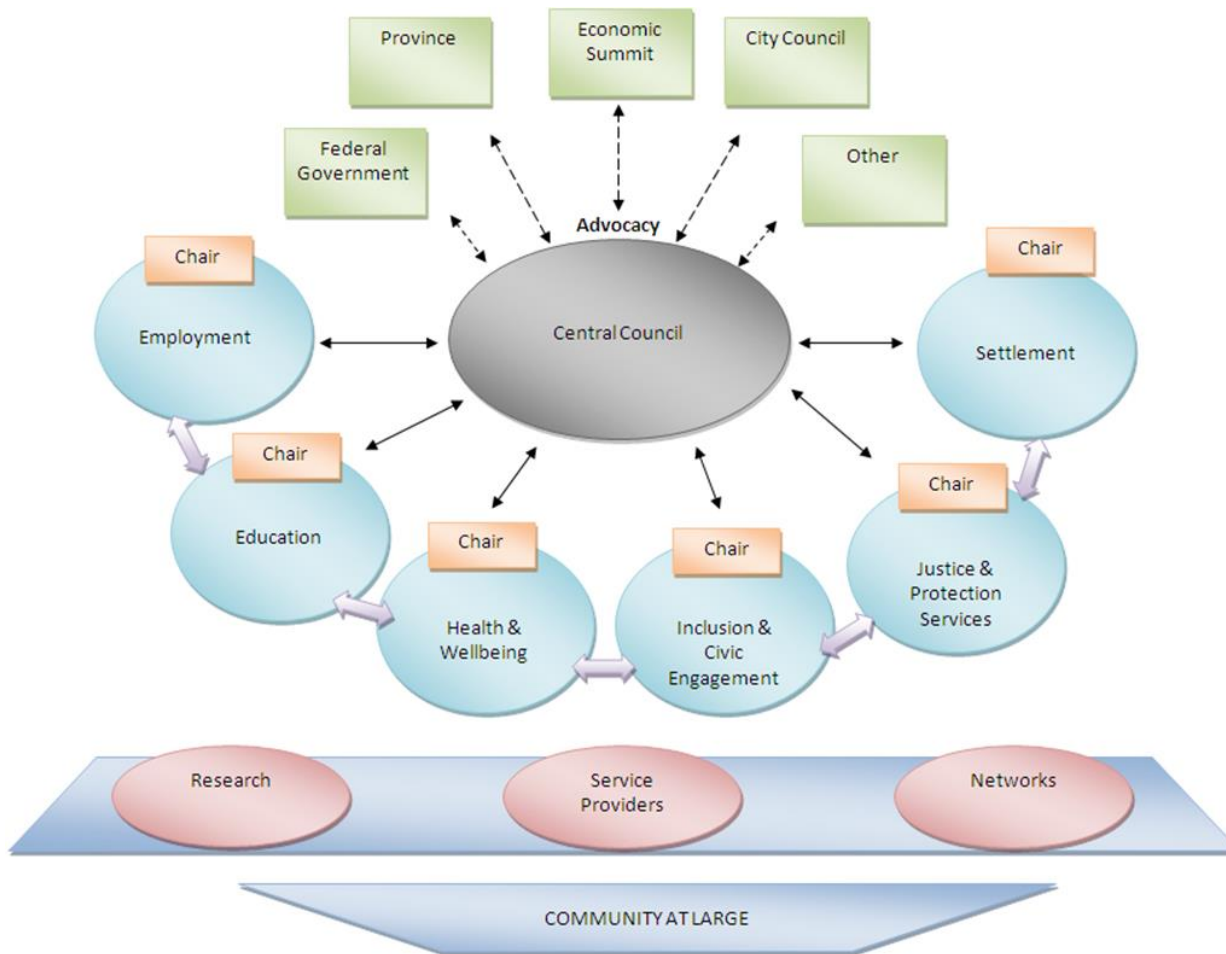 Province
Economic
Summit
City Council
Federal
Government
Other
Advocacy
Chair
Employment
Central Council
Chair
Settlement
Chair
Education
Chair
Health &
Wellbeing
Chair
Inclusion &
Civic
Engagement
Chair
Justice &
Protection
Services
Research
Service
Providers
Networks
COMMUNITY AT LARGE